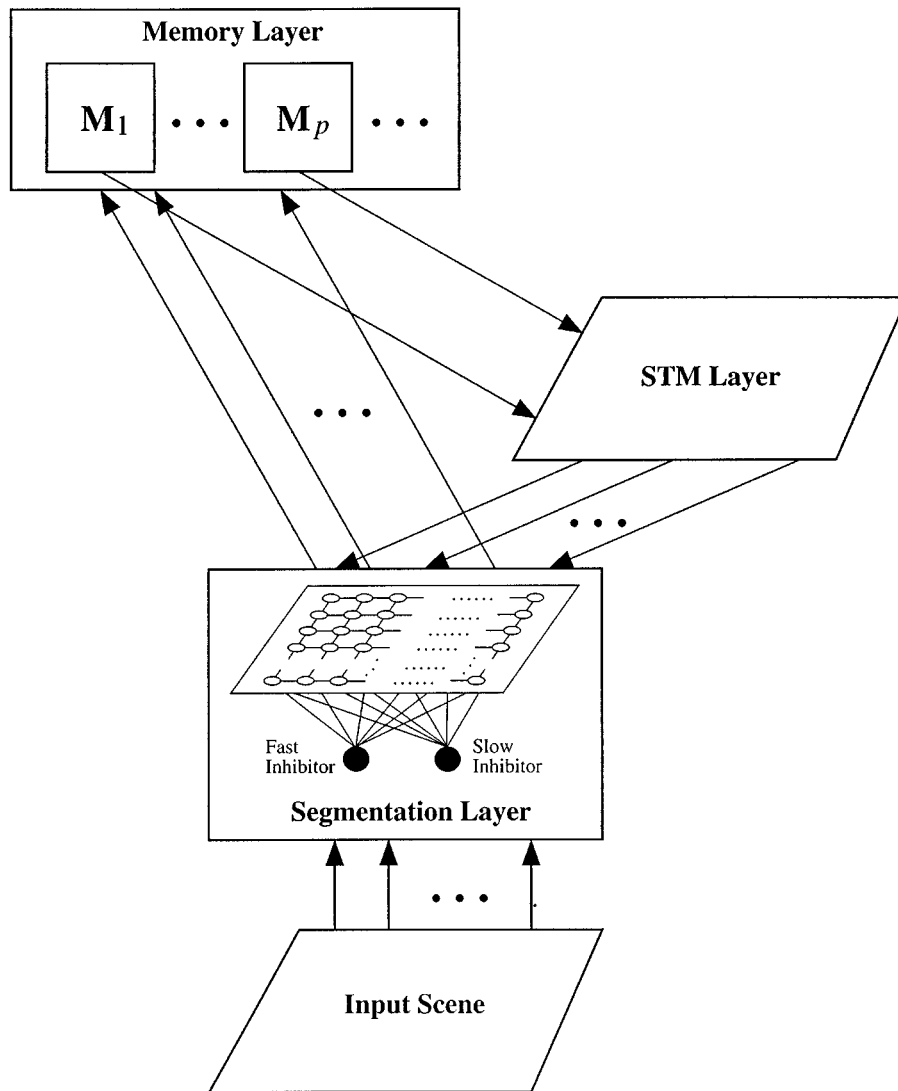 Memory Layer
M1 • • • Mp • • •
STM Layer
• • •
• • •
Fast
Inhibitor
Slow
Inhibitor
Segmentation Layer
• • •
Input Scene